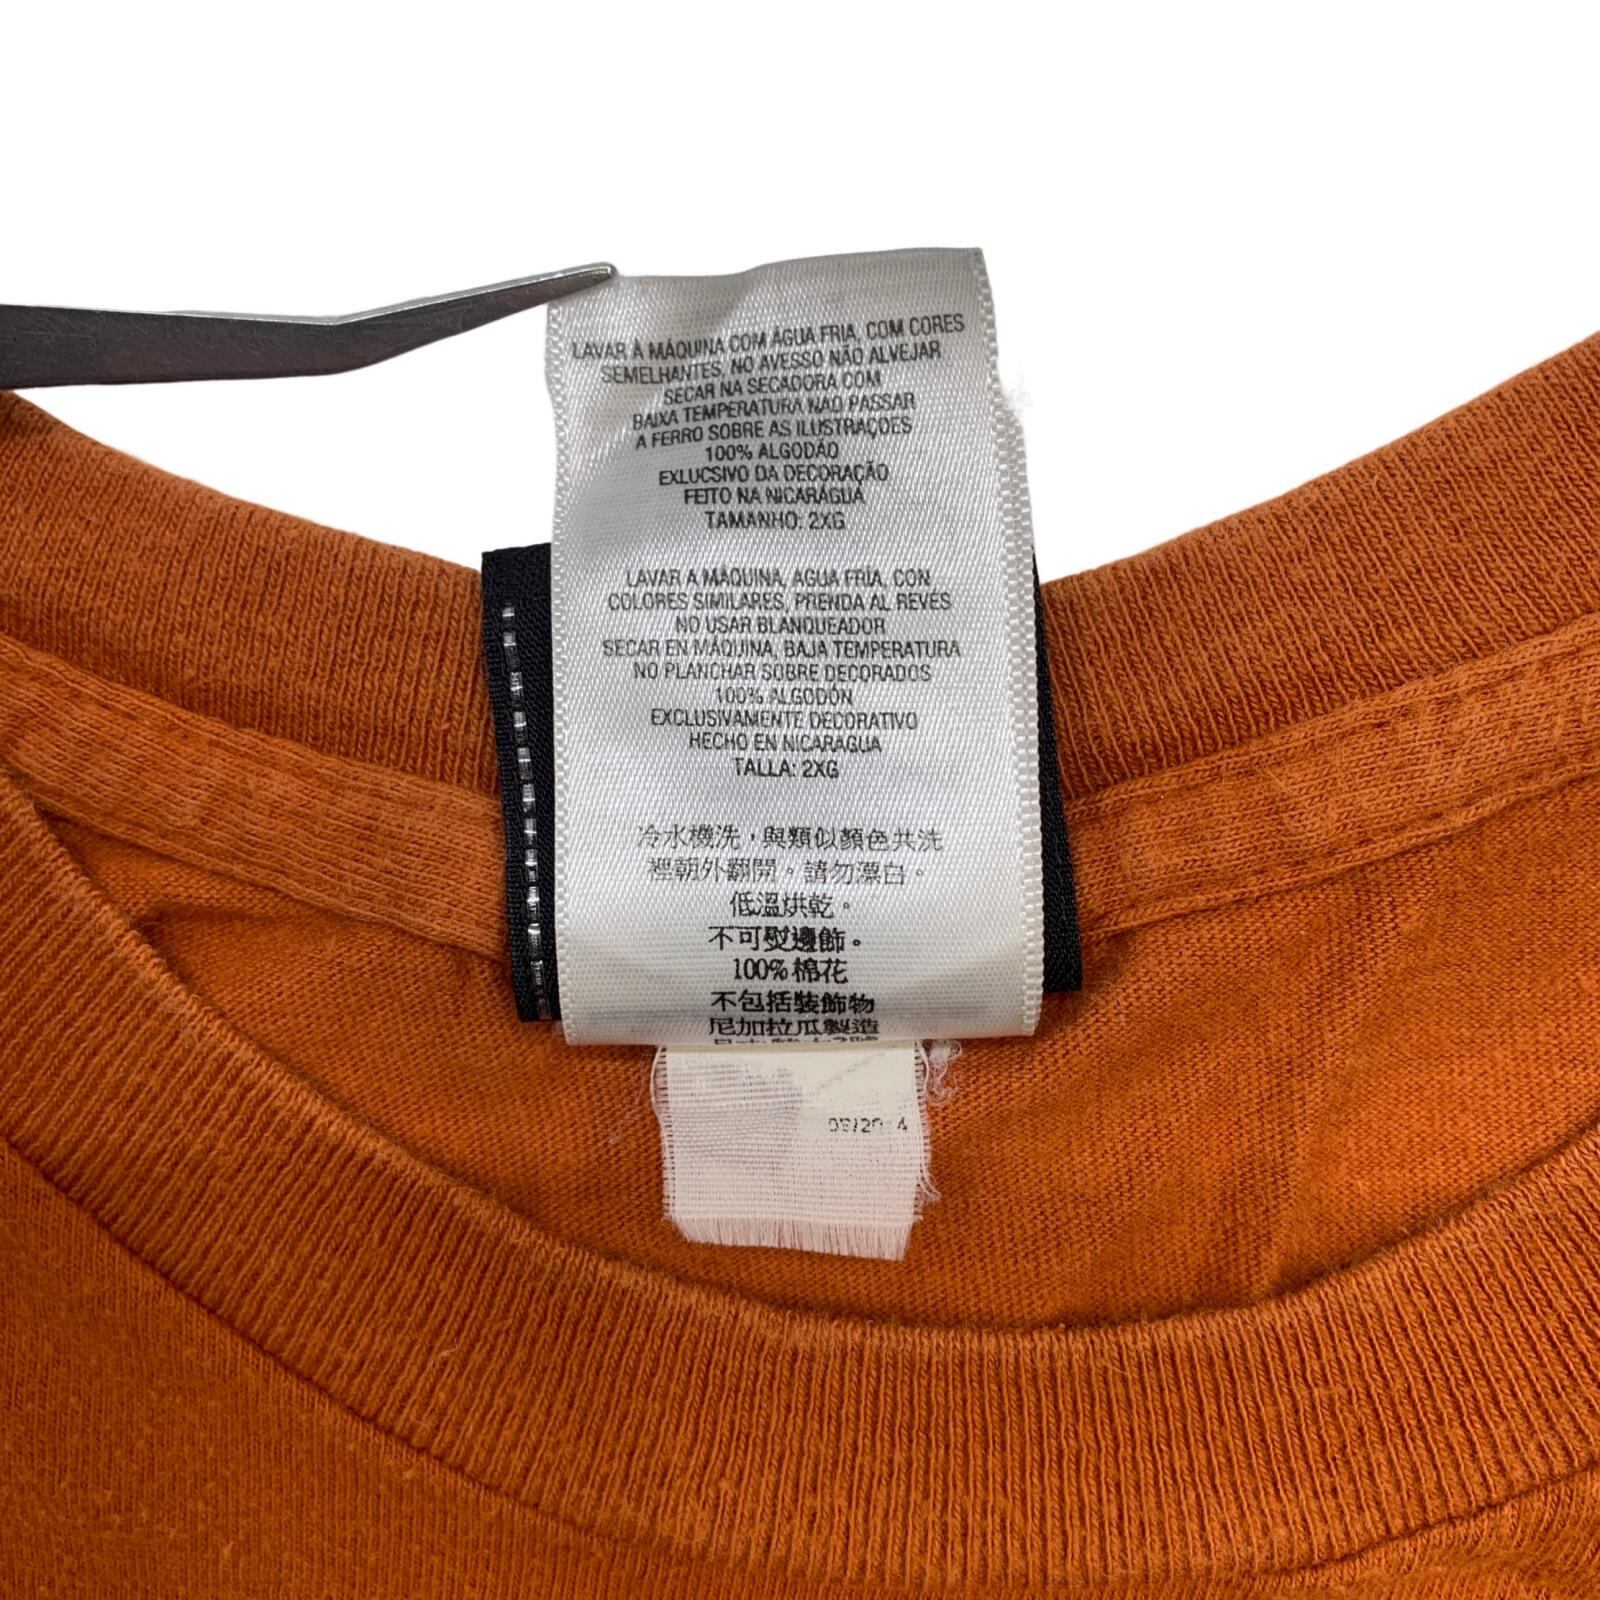 LAVAR À MÁQUINA COM ÁGUA FRIA, COM CORES
SEMELHANTES, NO AVESSO NÃO ALVEJAR
SECAR NA SECADORA COM
BAIXA TEMPERATURA NÃO PASSAR
A FERRO SOBRE AS ILUSTRAÇÕES
100% ALGODÃO
EXLUCSIVO DA DECORAÇÃO
FEITO NA NICARÁGUA
TAMANHO: 2XG
LAVAR A MÁQUINA, AGUA FRÍA, CON
COLORES SIMILARES, PRENDA AL REVÉS
NO USAR BLANQUEADOR
SECAR EN MÁQUINA, BAJA TEMPERATURA
NO PLANCHAR SOBRE DECORADOS
100% ALGODÓN
EXCLUSIVAMENTE DECORATIVO
HECHO EN NICARAGUA
TALLA: 2XG
冷水機洗，與類似顏色共洗
裡朝外翻開。請勿漂白。
低溫烘乾。
不可熨邊飾。
100% 棉花
不包括裝飾物
尼加拉瓜製造